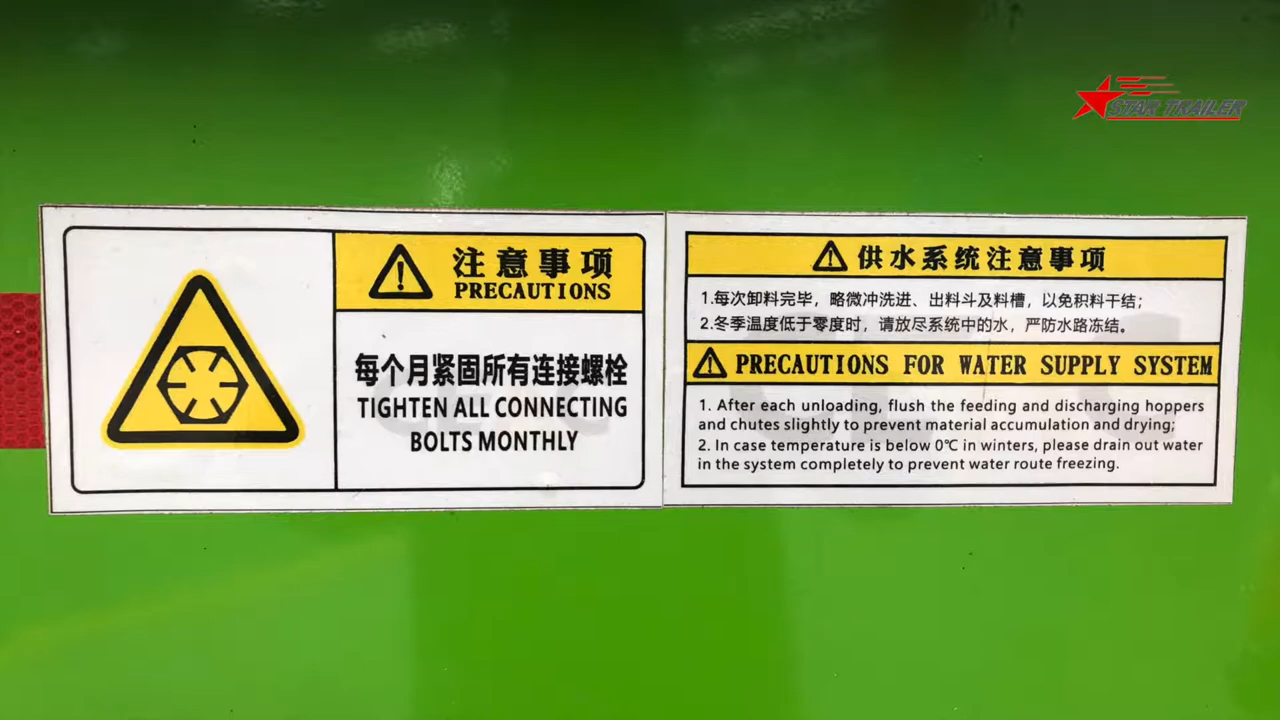 STAR TRAILER
注意事项
PRECAUTIONS
每个月紧固所有连接螺栓
TIGHTEN ALL CONNECTING
BOLTS MONTHLY
供水系统注意事项
1.每次卸料完毕，略微冲洗进、出料斗及料槽，以免积料干结；
2.冬季温度低于零度时，请放尽系统中的水，严防水路冻结。
PRECAUTIONS FOR WATER SUPPLY SYSTEM
1. After each unloading, flush the feeding and discharging hoppers
and chutes slightly to prevent material accumulation and drying;
2. In case temperature is below 0℃ in winters, please drain out water
in the system completely to prevent water route freezing.